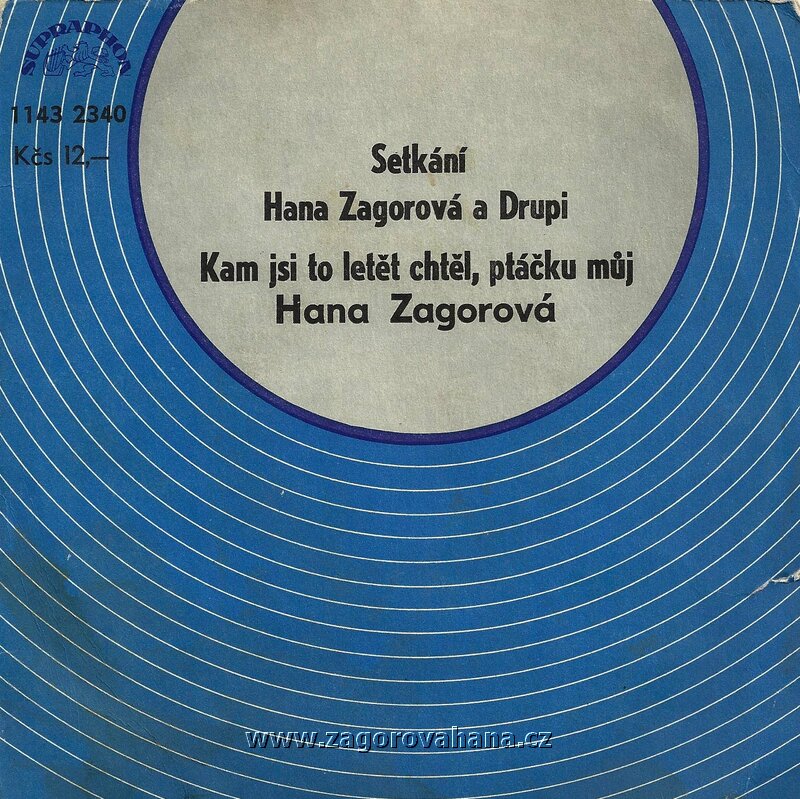 SUPRAPHON
1143 2340
Kčs 12,—
Setkání
Hana Zagorová a Drupi
Kam jsi to letět chtěl, ptáčku můj
Hana Zagorová
www.zagorovahana.cz